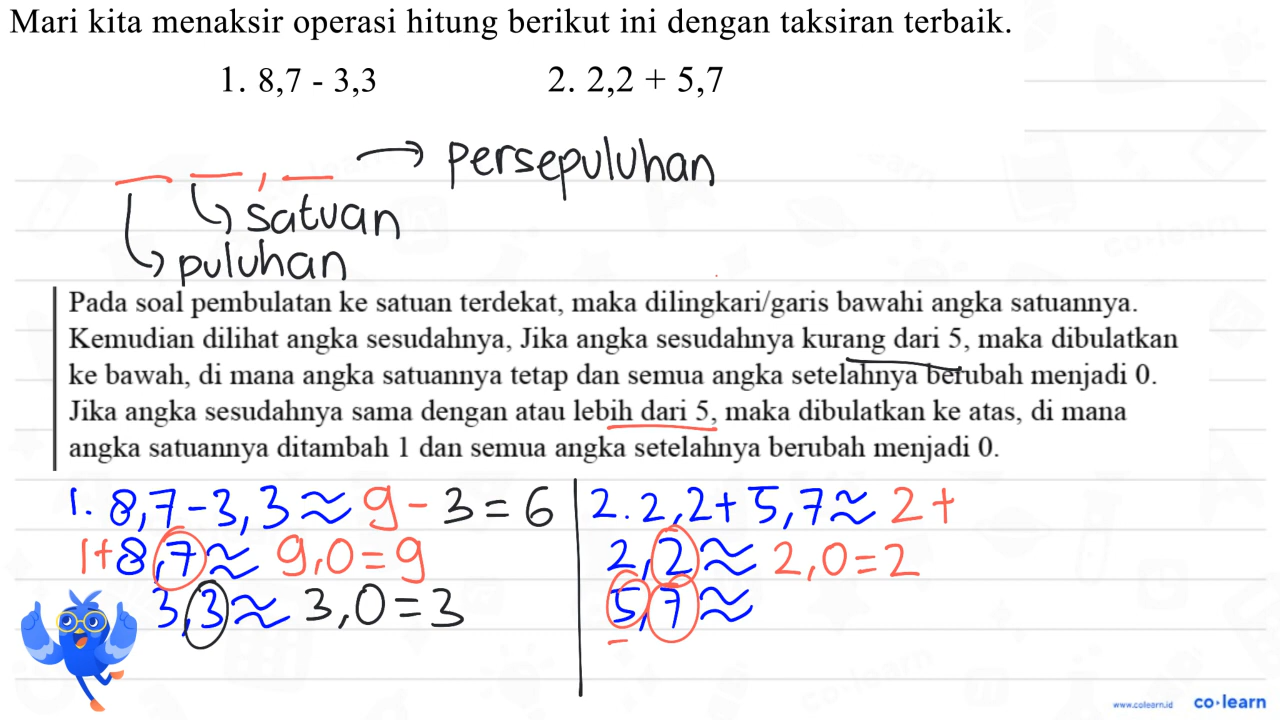 Mari kita menaksir operasi hitung berikut ini dengan taksiran terbaik.
1. 8,7 - 3,3 2. 2,2 + 5,7
→ persepuluhan
,
satuan
puluhan
Pada soal pembulatan ke satuan terdekat, maka dilingkari/garis bawahi angka satuannya.
Kemudian dilihat angka sesudahnya, Jika angka sesudahnya kurang dari 5, maka dibulatkan
ke bawah, di mana angka satuannya tetap dan semua angka setelahnya berubah menjadi 0.
Jika angka sesudahnya sama dengan atau lebih dari 5, maka dibulatkan ke atas, di mana
angka satuannya ditambah 1 dan semua angka setelahnya berubah menjadi 0.
1. 8,7 - 3,3 ≈ 9 - 3 = 6
1+8,7 ≈ 9,0 = 9
3,3 ≈ 3,0 = 3
2. 2,2 + 5,7 ≈ 2 +
2,2 ≈ 2,0 = 2
5,7 ≈
www.colearn.id co·learn